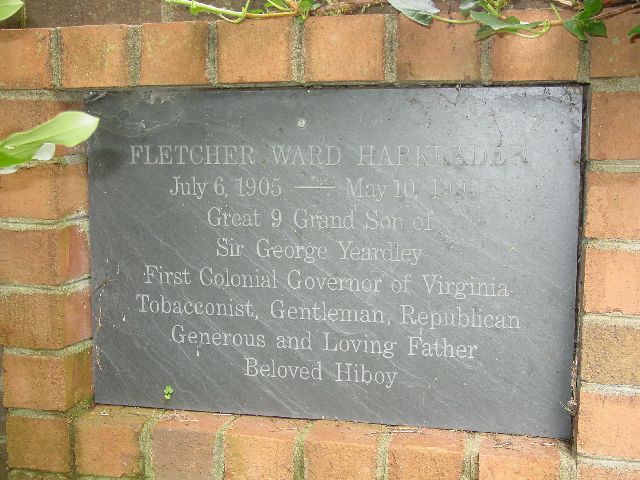 FLETCHER WARD HARKRADER
July 6, 1905 — May 10, 1993
Great 9 Grand Son of
Sir George Yeardley
First Colonial Governor of Virginia
Tobacconist, Gentleman, Republican
Generous and Loving Father
Beloved Hiboy